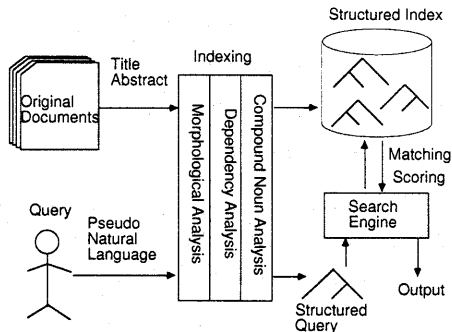 Structured Index
Indexing
Title
Abstract
Original
Documents
Morphological Analysis
Dependency Analysis
Compound Noun Analysis
Matching
Scoring
Query
Pseudo
Natural
Language
Search
Engine
Structured
Query
Output